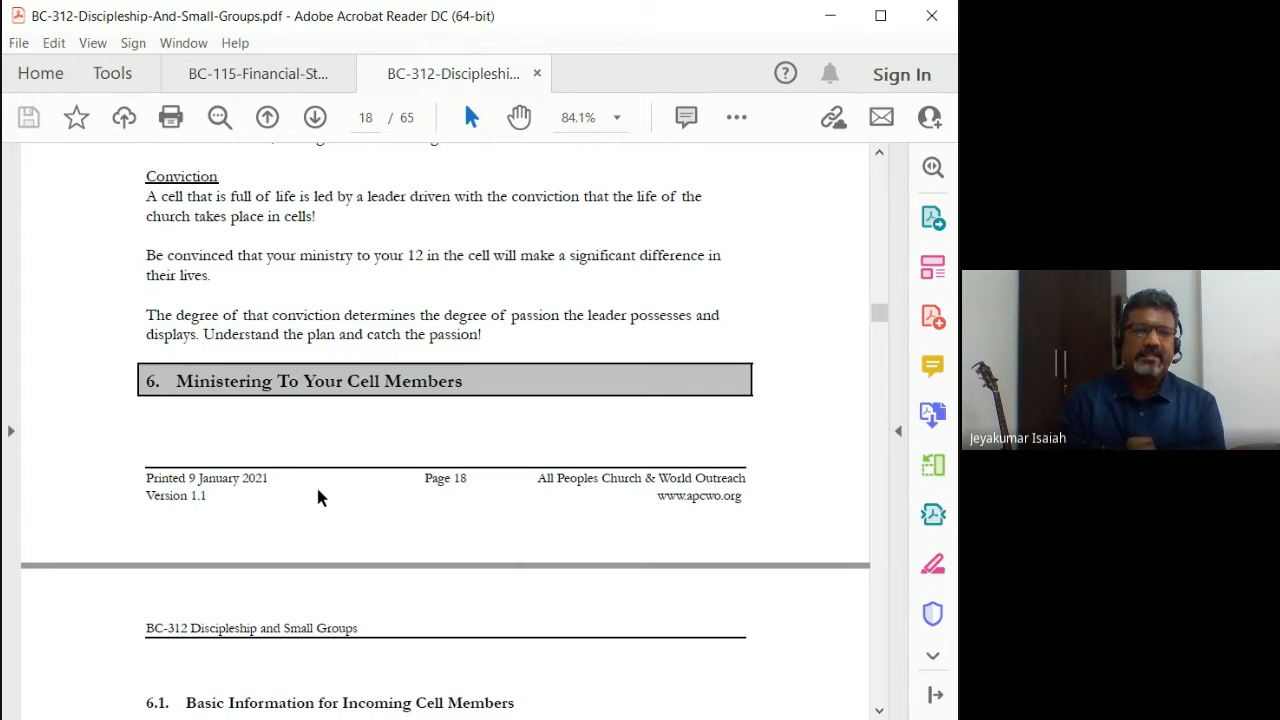 BC-312-Discipleship-And-Small-Groups.pdf - Adobe Acrobat Reader DC (64-bit)
File Edit View Sign Window Help
Home Tools BC-115-Financial-St... BC-312-Discipleshi... Sign In
18 / 65 84.1%
Conviction
A cell that is full of life is led by a leader driven with the conviction that the life of the
church takes place in cells!
Be convinced that your ministry to your 12 in the cell will make a significant difference in
their lives.
The degree of that conviction determines the degree of passion the leader possesses and
displays. Understand the plan and catch the passion!
6. Ministering To Your Cell Members
Printed 9 January 2021 Page 18 All Peoples Church & World Outreach
Version 1.1 www.apcwo.org
BC-312 Discipleship and Small Groups
6.1. Basic Information for Incoming Cell Members
Jeyakumar Isaiah